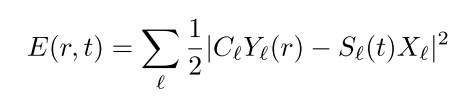 E(r, t) = \sum_{\ell} \frac{1}{2} |C_{\ell} Y_{\ell}(r) - S_{\ell}(t) X_{\ell}|^2